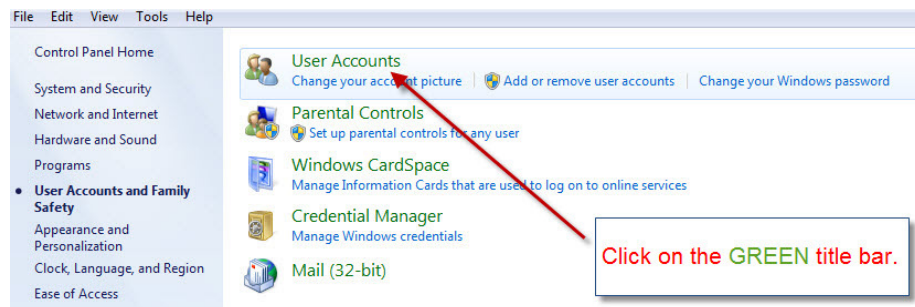 File Edit View Tools Help
Control Panel Home
System and Security
Network and Internet
Hardware and Sound
Programs
User Accounts and Family
Safety
Appearance and
Personalization
Clock, Language, and Region
Ease of Access
User Accounts
Change your account picture Add or remove user accounts Change your Windows password
Parental Controls
Set up parental controls for any user
Windows CardSpace
Manage Information Cards that are used to log on to online services
Credential Manager
Manage Windows credentials
Mail (32-bit)
Click on the GREEN title bar.